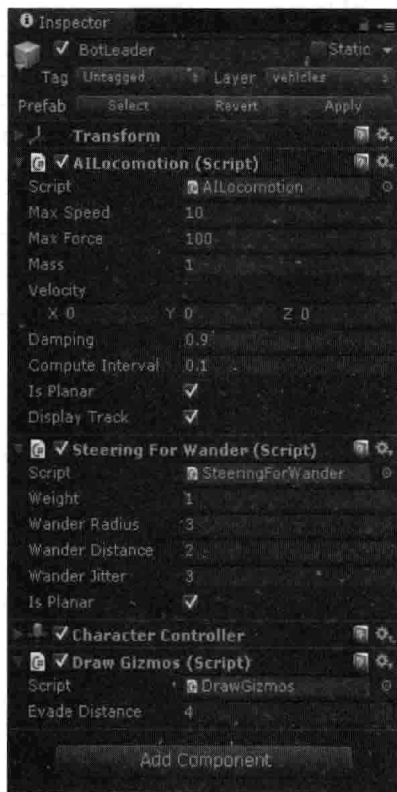 Inspector
BotLeader Static
Tag Untagged Layer vehicles
Prefab Select Revert Apply
Transform
AILocomotion (Script)
Script AILocomotion
Max Speed 10
Max Force 100
Mass 1
Velocity
X 0 Y 0 Z 0
Damping 0.9
Compute Interval 0.1
Is Planar
Display Track
Steering For Wander (Script)
Script SteeringForWander
Weight 1
Wander Radius 3
Wander Distance 2
Wander Jitter 3
Is Planar
Character Controller
Draw Gizmos (Script)
Script DrawGizmos
Evade Distance 4
Add Component